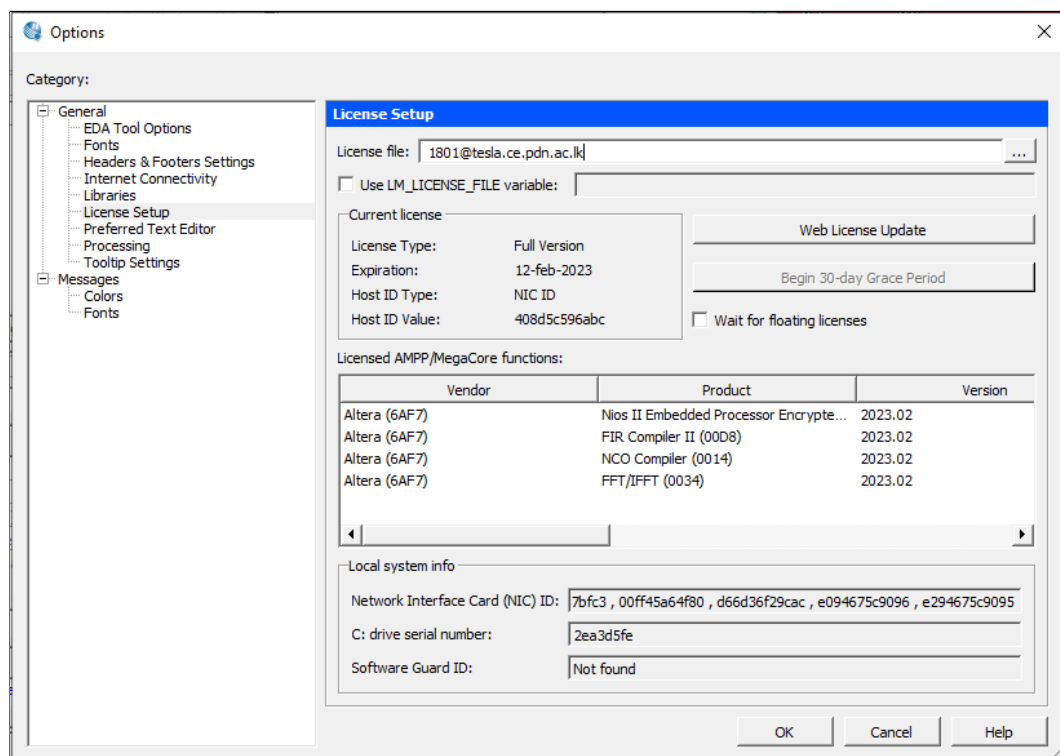 Options
Category:
General
EDA Tool Options
Fonts
Headers & Footers Settings
Internet Connectivity
Libraries
License Setup
Preferred Text Editor
Processing
Tooltip Settings
Messages
Colors
Fonts
License Setup
License file: 1801@tesla.ce.pdn.ac.lk ...
Use LM_LICENSE_FILE variable:
Current license
License Type: Full Version
Expiration: 12-feb-2023
Host ID Type: NIC ID
Host ID Value: 408d5c596abc
Web License Update
Begin 30-day Grace Period
Wait for floating licenses
Licensed AMPP/MegaCore functions:
Vendor Product Version
Altera (6AF7) Nios II Embedded Processor Encrypte... 2023.02
Altera (6AF7) FIR Compiler II (00D8) 2023.02
Altera (6AF7) NCO Compiler (0014) 2023.02
Altera (6AF7) FFT/IFFT (0034) 2023.02
Local system info
Network Interface Card (NIC) ID: 7bfc3 , 00ff45a64f80 , d66d36f29cac , e094675c9096 , e294675c9095
C: drive serial number: 2ea3d5fe
Software Guard ID: Not found
OK Cancel Help